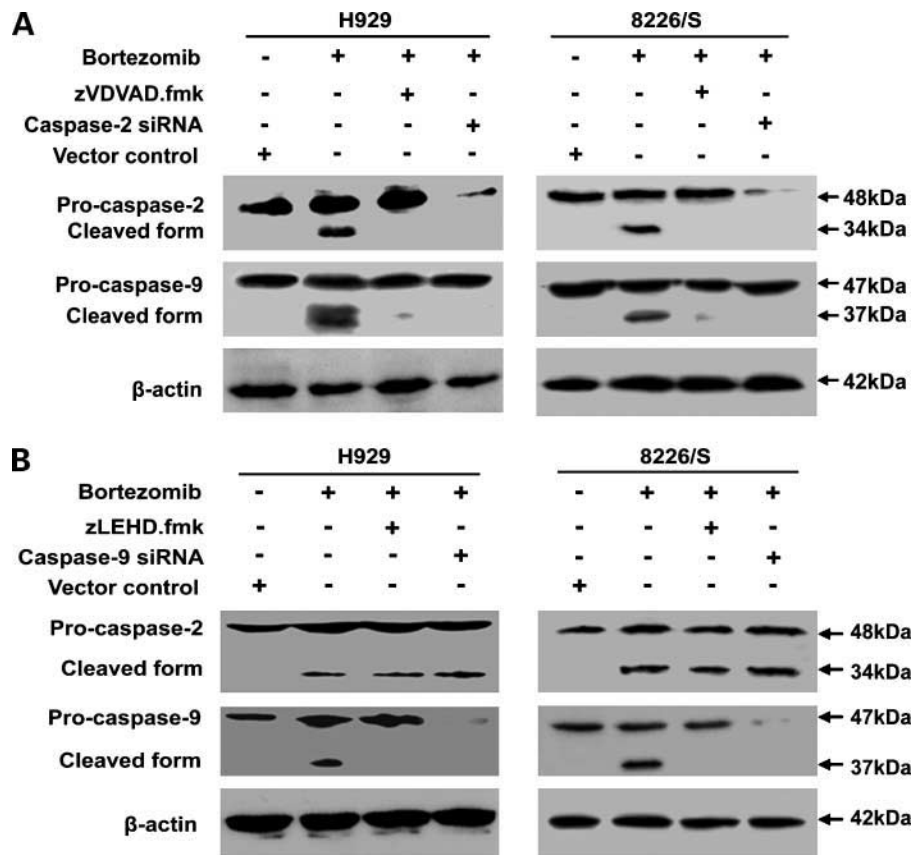 A
H929 8226/S
Bortezomib - + + + - + + +
zVDVAD.fmk - - + - - - + -
Caspase-2 siRNA - - - + - - - +
Vector control + - - - + - - -
Pro-caspase-2 48kDa
Cleaved form 34kDa
Pro-caspase-9 47kDa
Cleaved form 37kDa
β-actin 42kDa
B
H929 8226/S
Bortezomib - + + + - + + +
zLEHD.fmk - - + - - - + -
Caspase-9 siRNA - - - + - - - +
Vector control + - - - + - - -
Pro-caspase-2 48kDa
Cleaved form 34kDa
Pro-caspase-9 47kDa
Cleaved form 37kDa
β-actin 42kDa